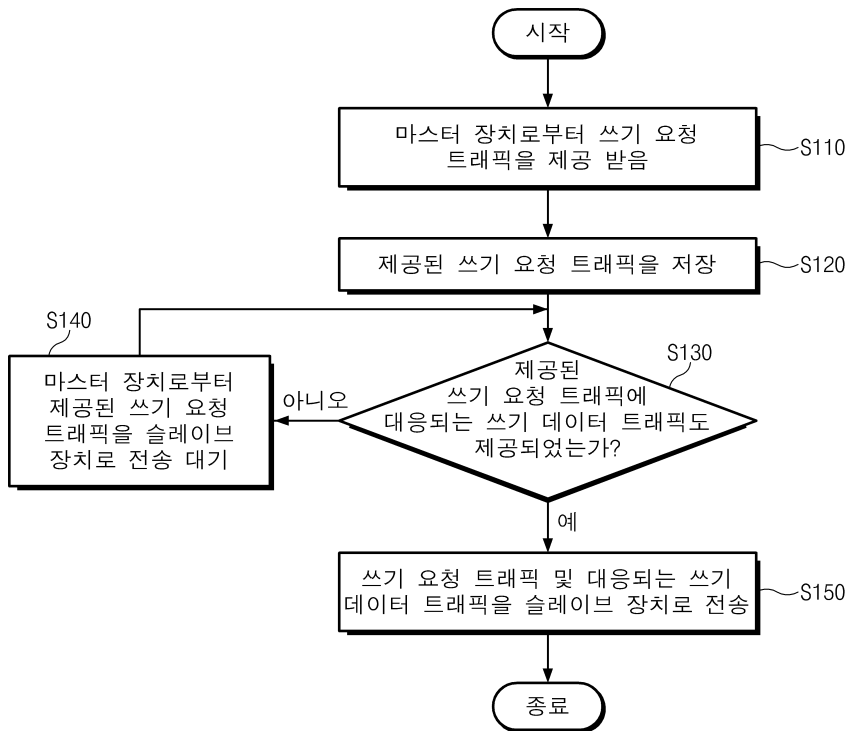 시작
마스터 장치로부터 쓰기 요청
트래픽을 제공 받음
S110
제공된 쓰기 요청 트래픽을 저장
S120
S140
마스터 장치로부터
제공된 쓰기 요청
트래픽을 슬레이브
장치로 전송 대기
아니오
S130
제공된
쓰기 요청 트래픽에
대응되는 쓰기 데이터 트래픽도
제공되었는가?
예
쓰기 요청 트래픽 및 대응되는 쓰기
데이터 트래픽을 슬레이브 장치로 전송
S150
종료